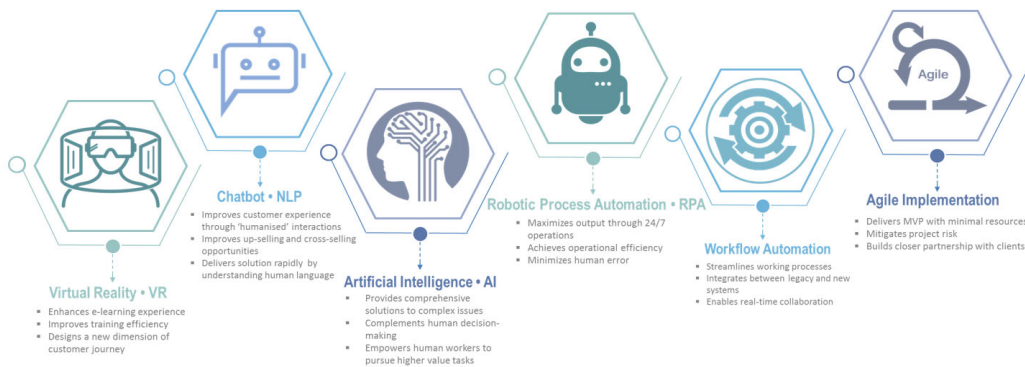 Virtual Reality • VR
▪ Enhances e-learning experience
▪ Improves training efficiency
▪ Designs a new dimension of
customer journey
Chatbot • NLP
▪ Improves customer experience
through ‘humanised’ interactions
▪ Improves up-selling and cross-selling
opportunities
▪ Delivers solution rapidly by
understanding human language
Artificial Intelligence • AI
▪ Provides comprehensive
solutions to complex issues
▪ Complements human decision-
making
▪ Empowers human workers to
pursue higher value tasks
Robotic Process Automation • RPA
▪ Maximizes output through 24/7
operations
▪ Achieves operational efficiency
▪ Minimizes human error
Workflow Automation
▪ Streamlines working processes
▪ Integrates between legacy and new
systems
▪ Enables real-time collaboration
Agile
Agile Implementation
▪ Delivers MVP with minimal resources
▪ Mitigates project risk
▪ Builds closer partnership with clients